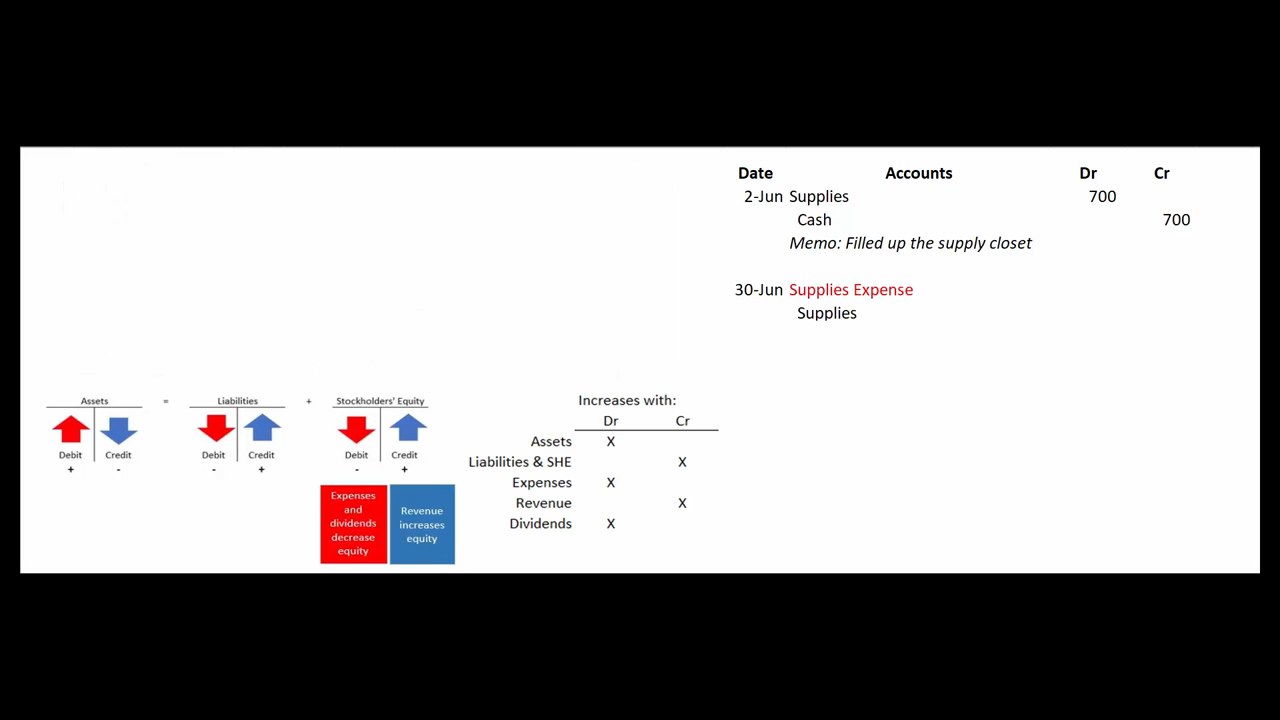 Date Accounts Dr Cr
2-Jun Supplies 700
Cash 700
Memo: Filled up the supply closet
30-Jun Supplies Expense
Supplies
Assets = Liabilities + Stockholders' Equity
Debit Credit Debit Credit Debit Credit
+ - - + - +
Expenses
and
dividends
decrease
equity
Revenue
increases
equity
Increases with:
Dr Cr
Assets X
Liabilities & SHE X
Expenses X
Revenue X
Dividends X